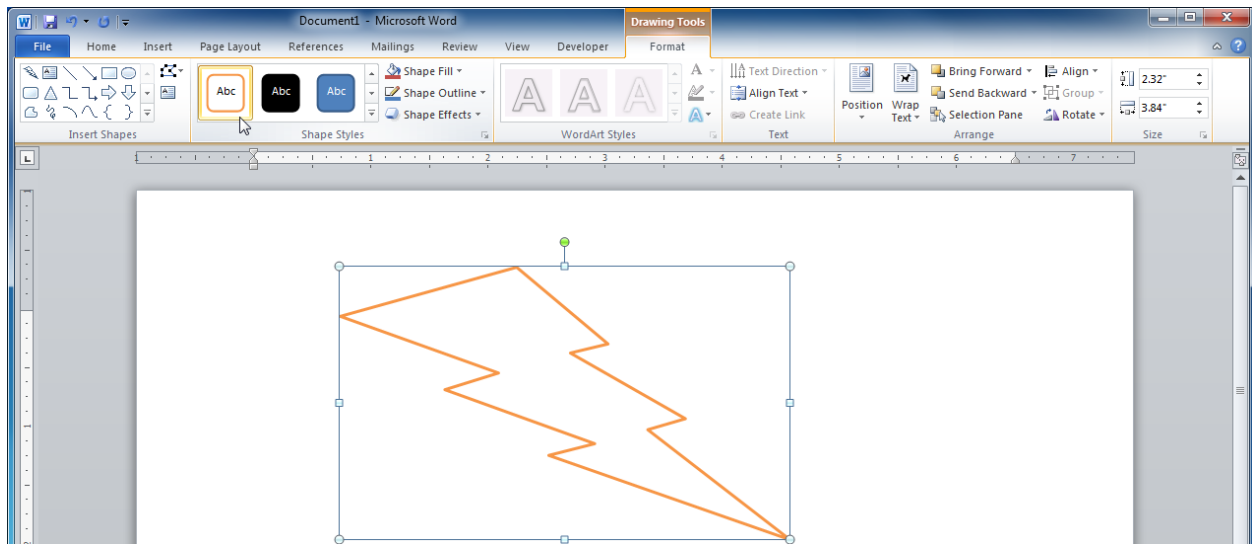 Document1 - Microsoft Word
Drawing Tools
File Home Insert Page Layout References Mailings Review View Developer Format
Abc Abc Abc
Shape Fill
Shape Outline
Shape Effects
A A A
A
A
Text Direction
Align Text
Create Link
Position
Wrap Text
Bring Forward
Send Backward
Selection Pane
Align
Group
Rotate
2.32"
3.84"
Insert Shapes Shape Styles WordArt Styles Text Arrange Size
1 1 2 3 4 5 6 7